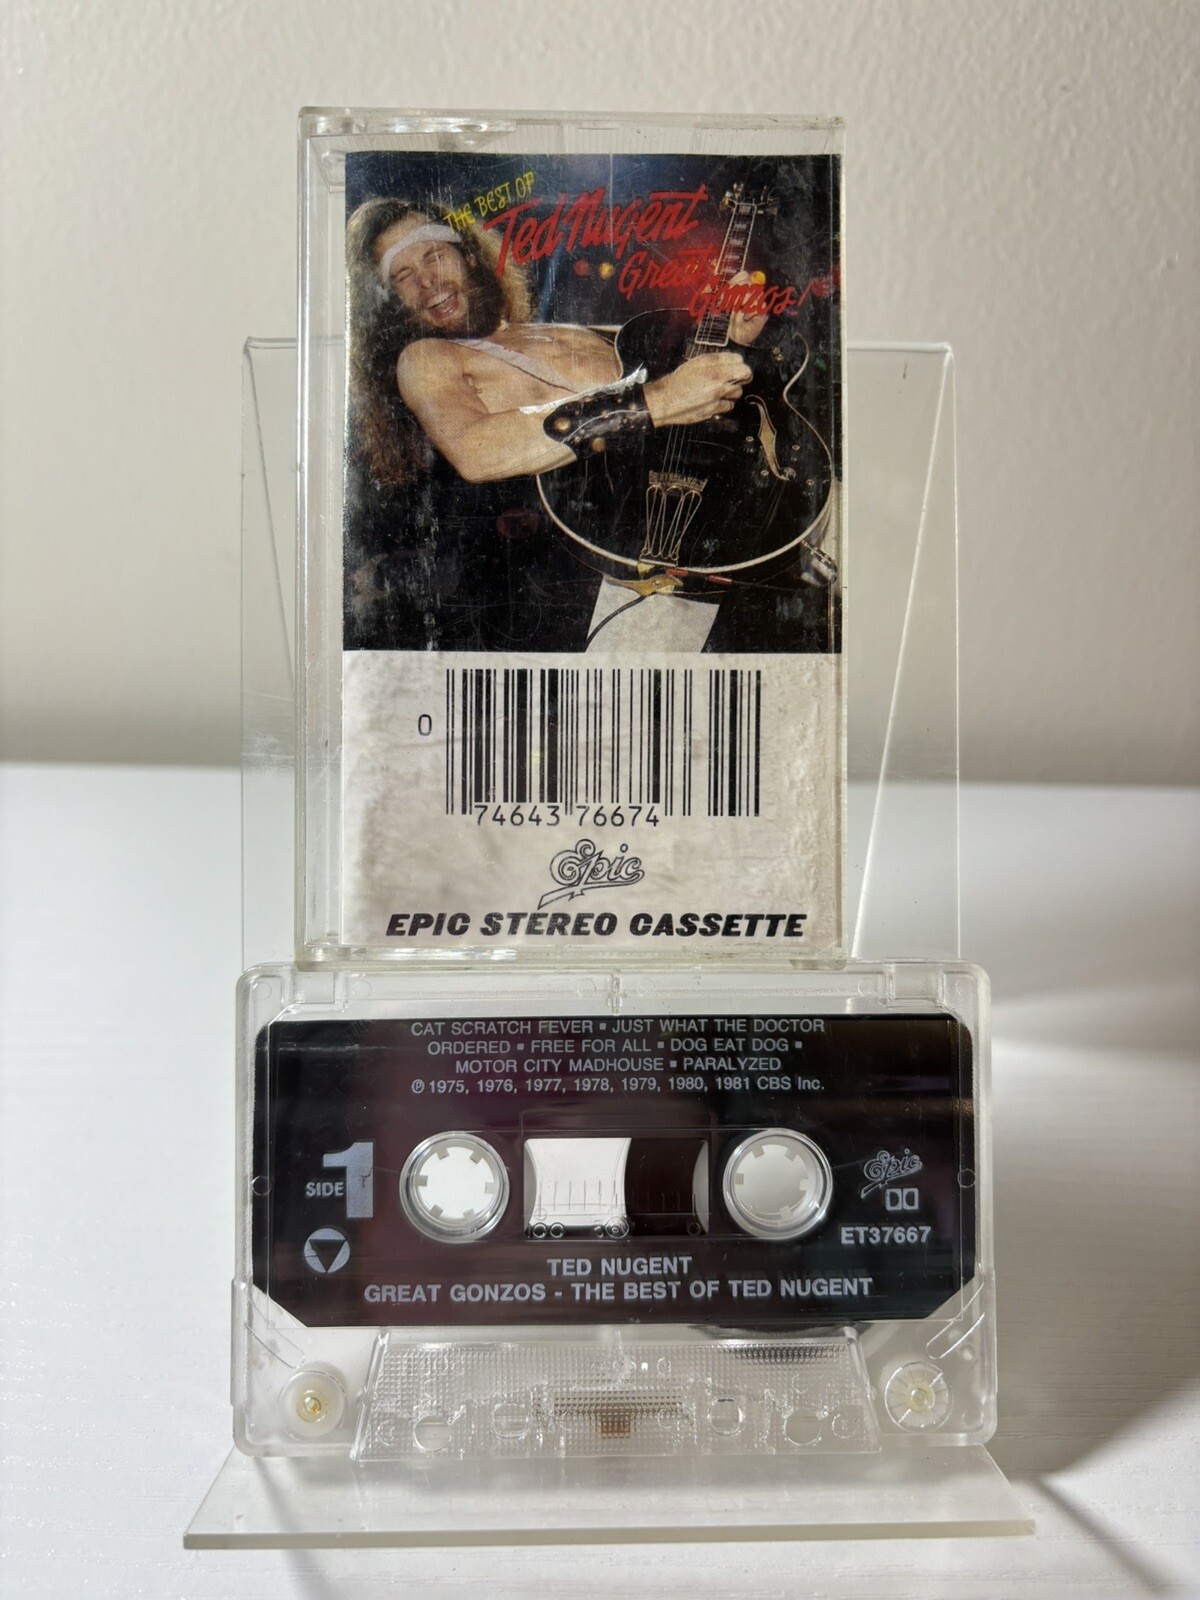 THE BEST OF
Ted Nugent
Great
Gonzos!
0
74643 76674
Epic
EPIC STEREO CASSETTE
CAT SCRATCH FEVER ▪ JUST WHAT THE DOCTOR
ORDERED ▪ FREE FOR ALL ▪ DOG EAT DOG ▪
MOTOR CITY MADHOUSE ▪ PARALYZED
℗ 1975, 1976, 1977, 1978, 1979, 1980, 1981 CBS Inc.
SIDE 1
Epic
ET37667
TED NUGENT
GREAT GONZOS - THE BEST OF TED NUGENT